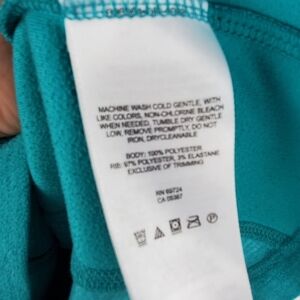 MACHINE WASH COLD GENTLE, WITH
LIKE COLORS, NON-CHLORINE BLEACH
WHEN NEEDED, TUMBLE DRY GENTLE
LOW, REMOVE PROMPTLY, DO NOT
IRON, DRYCLEANABLE
BODY: 100% POLYESTER
RIB: 97% POLYESTER, 3% ELASTANE
EXCLUSIVE OF TRIMMING
RN 69724
CA 05367